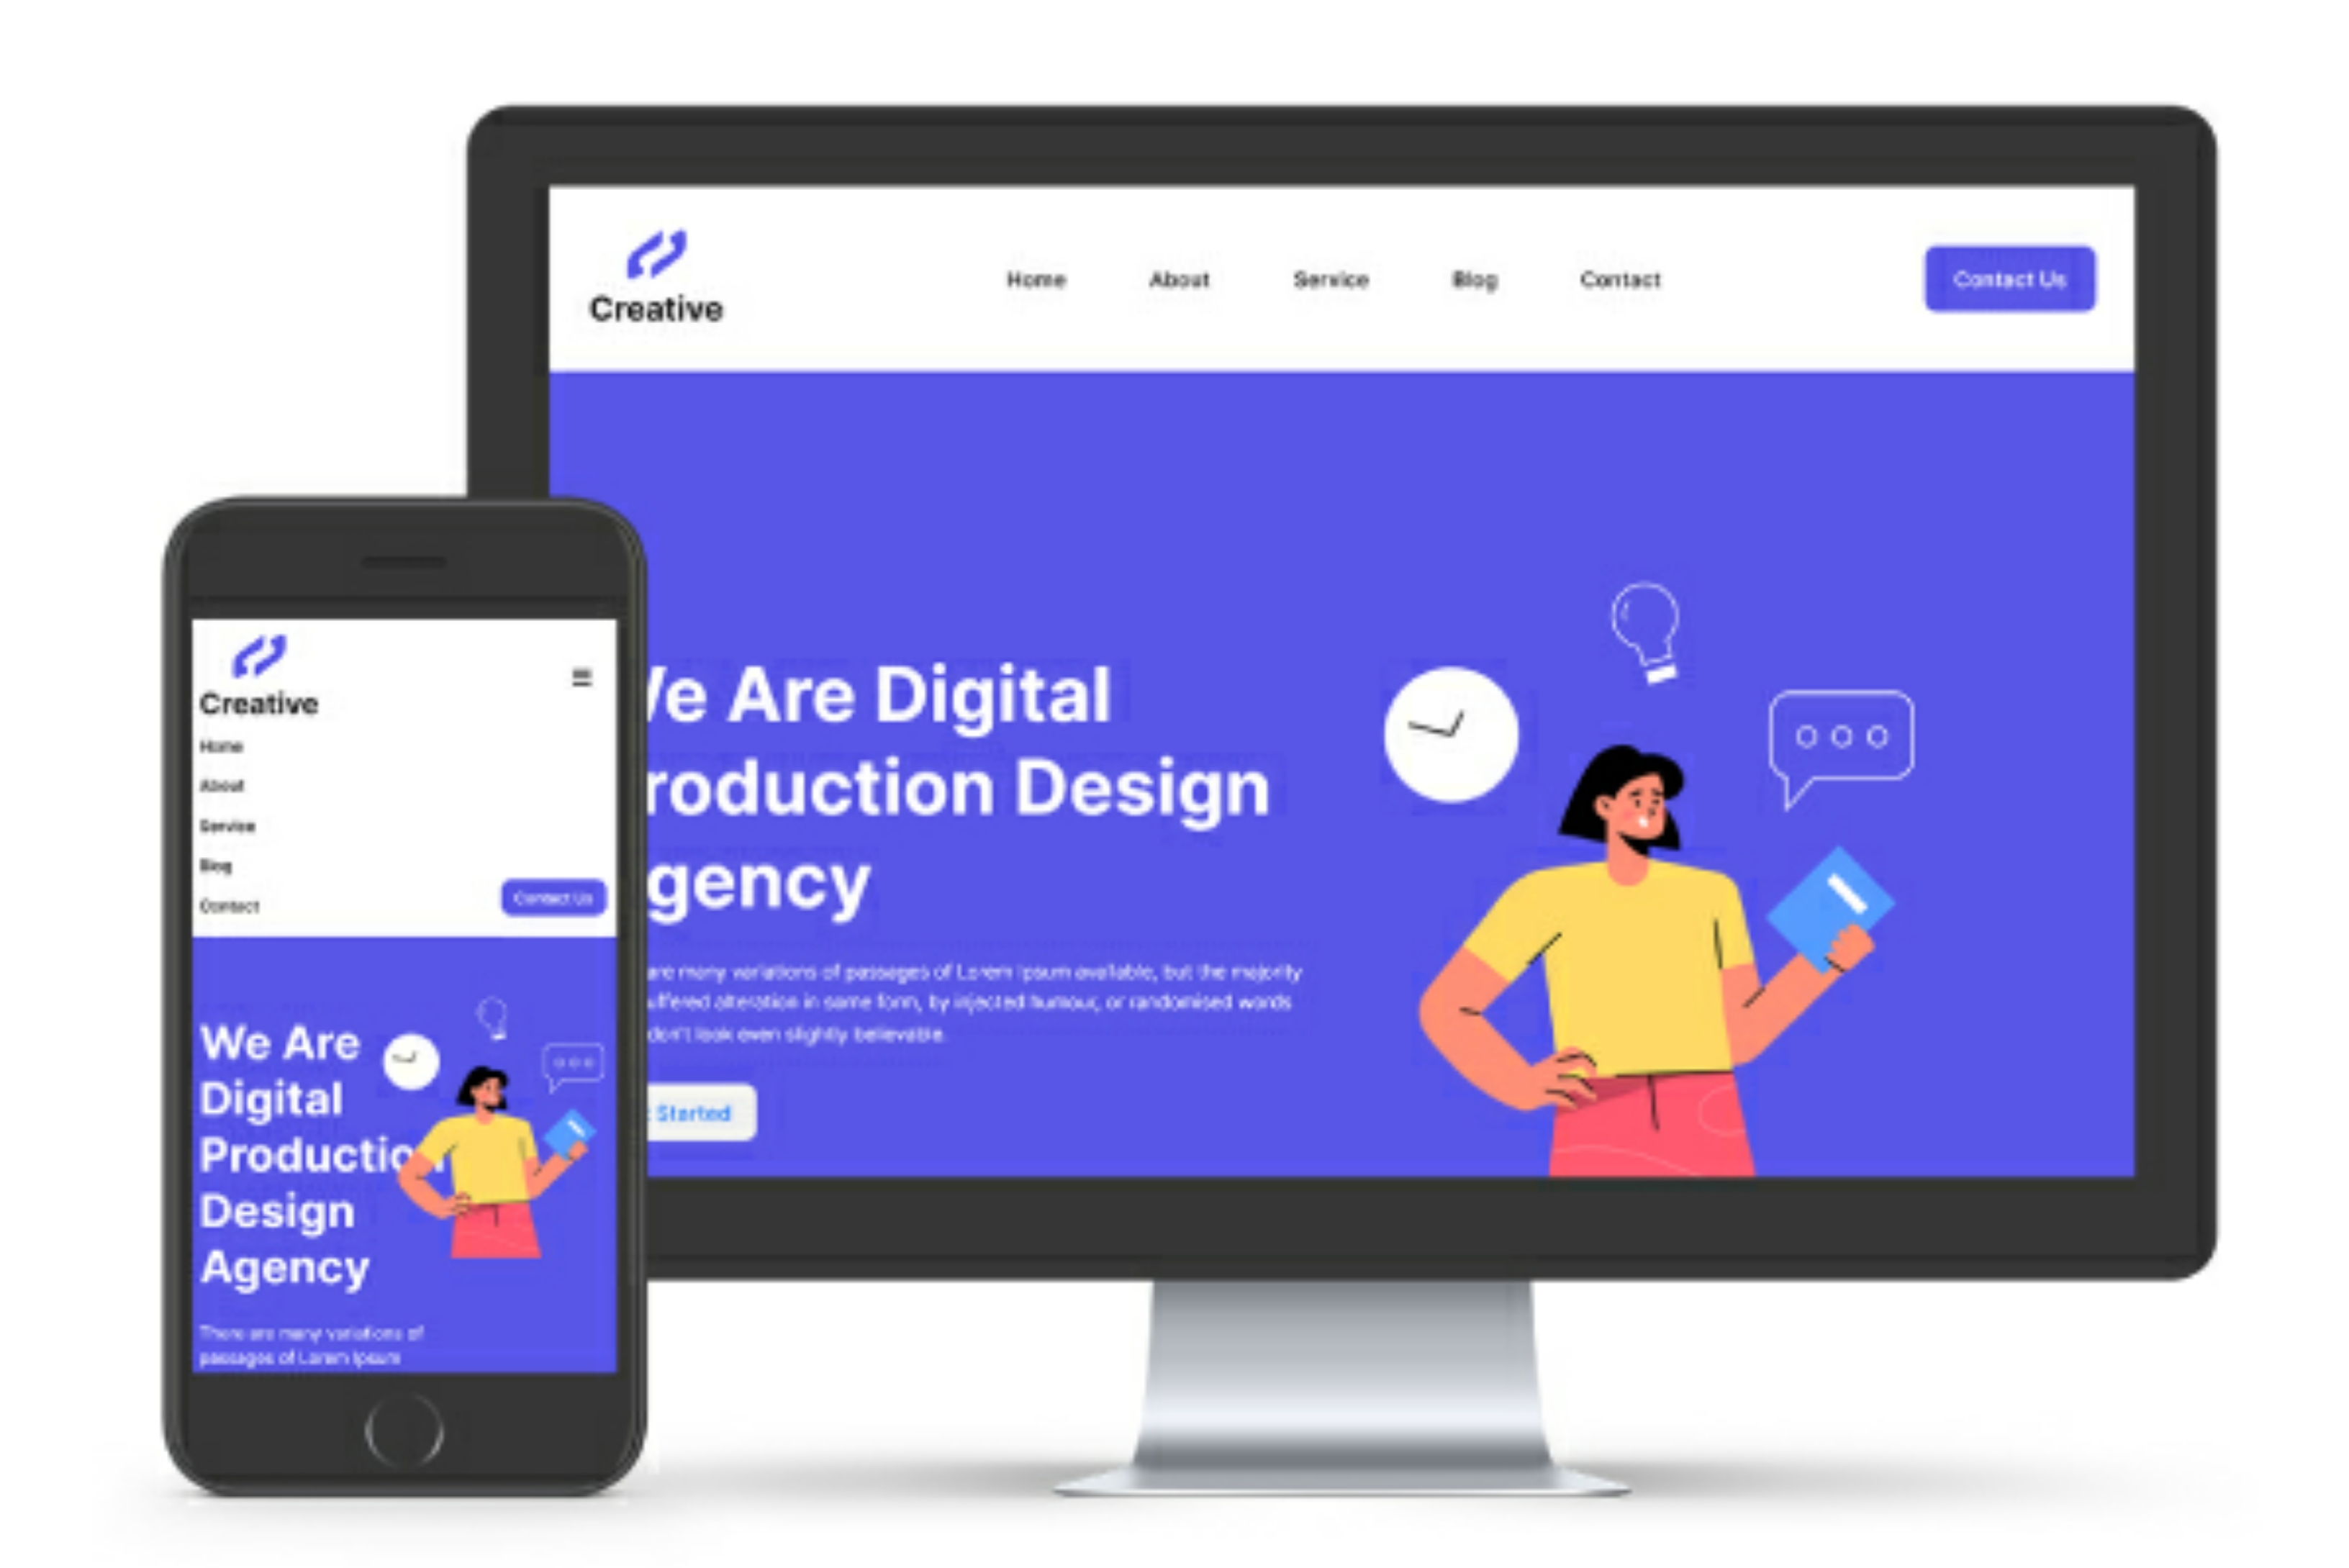 Creative
Home About Service Blog Contact
Contact Us
e Are Digital
roduction Design
gency
are many variations of passages of Lorem Ipsum available, but the majority
uffered alteration in some form, by injected humour, or randomised words
don't look even slightly believable.
Started
Creative
Home
About
Service
Blog
Contact
Contact Us
We Are
Digital
Production
Design
Agency
There are many variations of
passages of Lorem Ipsum